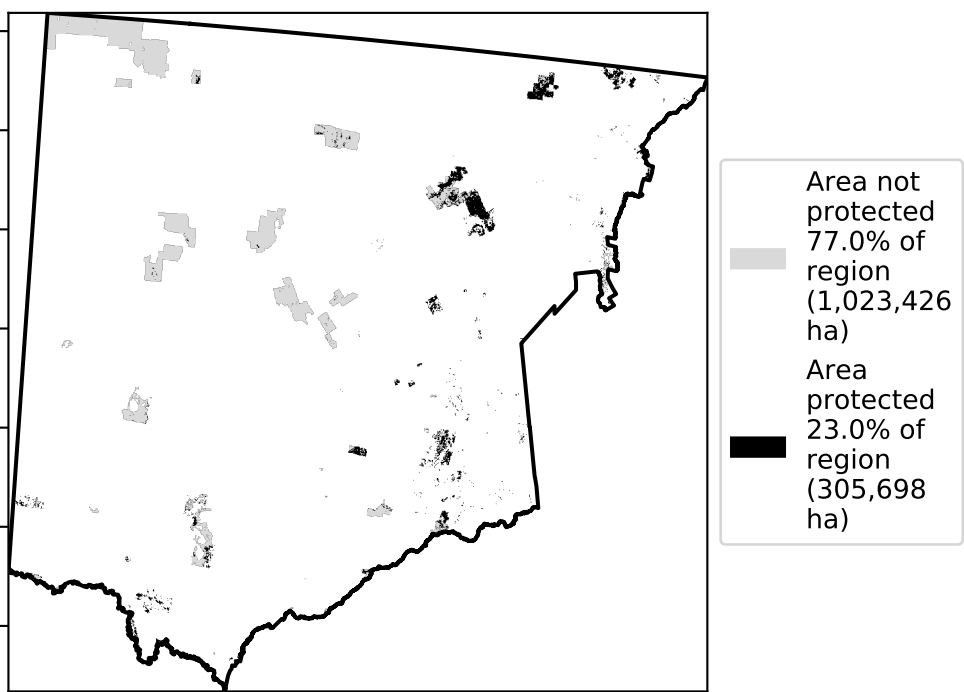 Area not
protected
77.0% of
region
(1,023,426
ha)
Area
protected
23.0% of
region
(305,698
ha)